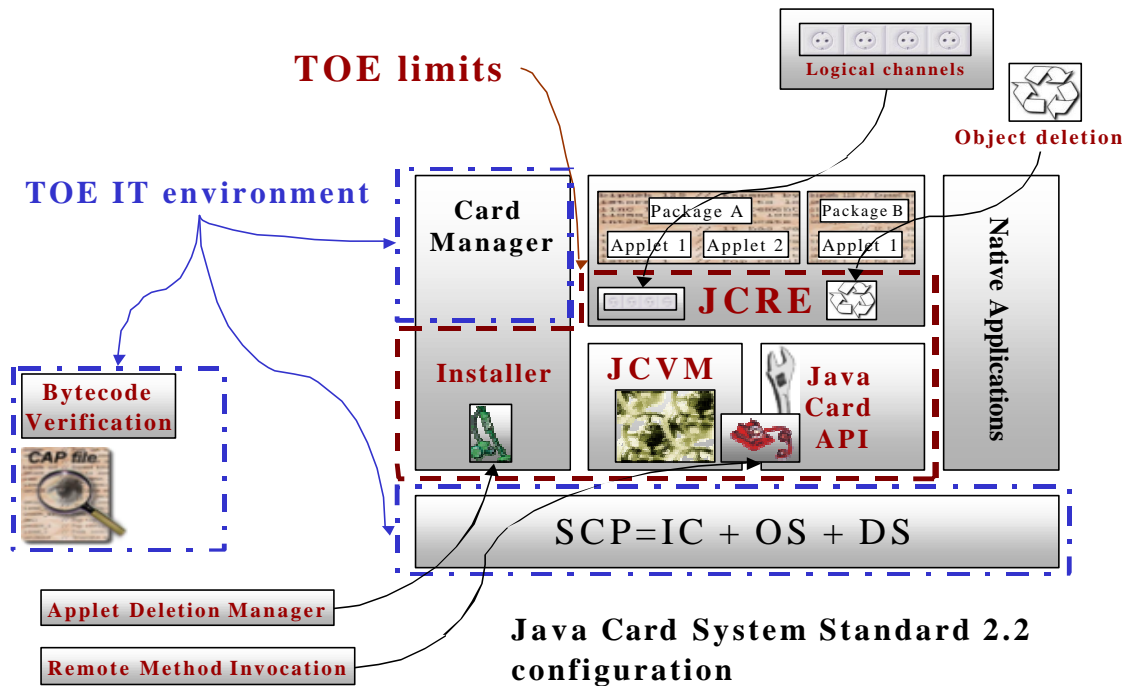 Logical channels
TOE limits
Object deletion
TOE IT environment
Card
Manager
Package A
Applet 1
Applet 2
Package B
Applet 1
Native Applications
JCRE
Installer
JCVM
Java
Card
API
Bytecode
Verification
CAP file
SCP=IC + OS + DS
Applet Deletion Manager
Remote Method Invocation
Java Card System Standard 2.2
configuration